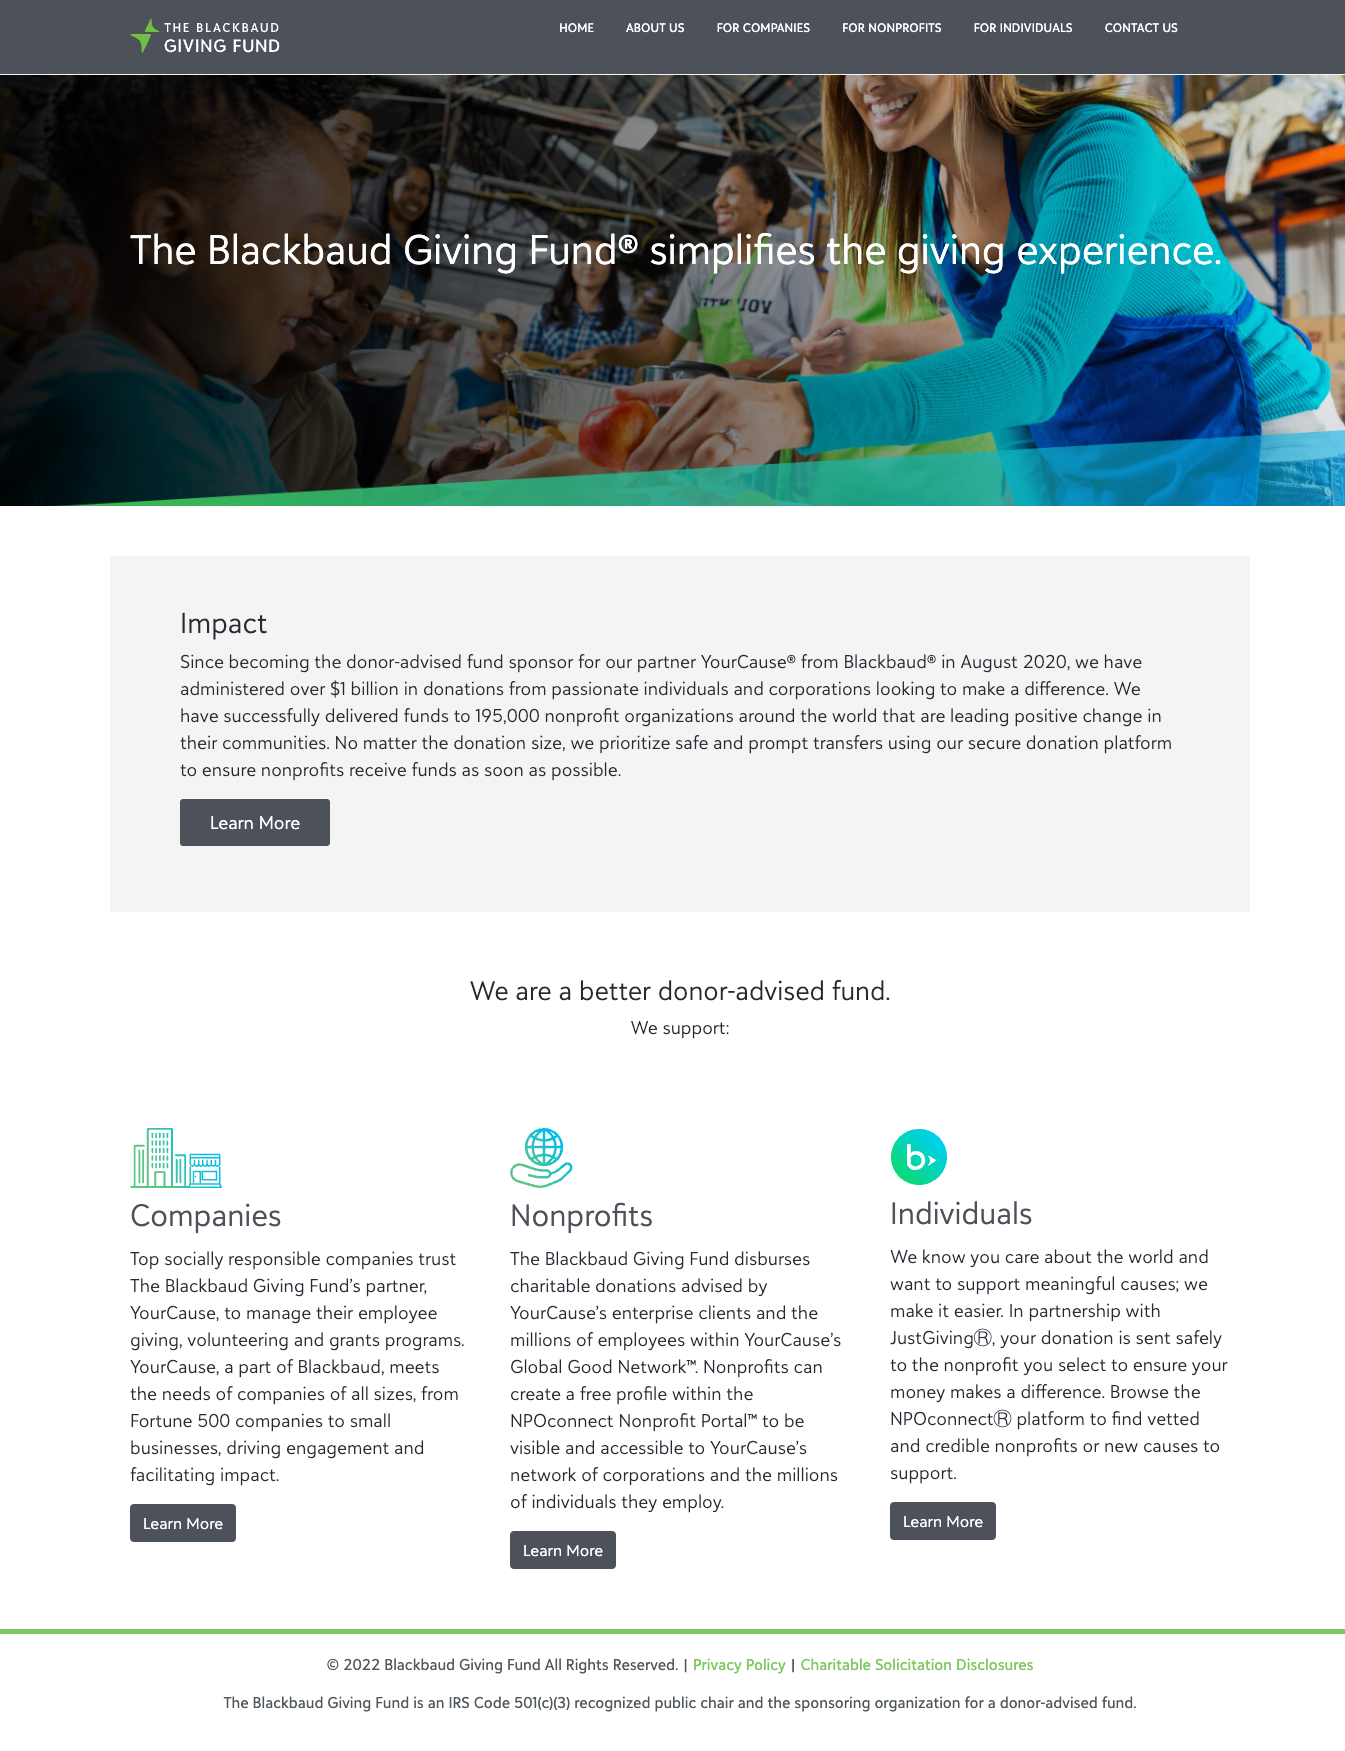 THE BLACKBAUD
GIVING FUND
HOME ABOUT US FOR COMPANIES FOR NONPROFITS FOR INDIVIDUALS CONTACT US
The Blackbaud Giving Fund® simplifies the giving experience.
Impact
Since becoming the donor-advised fund sponsor for our partner YourCause® from Blackbaud® in August 2020, we have
administered over $1 billion in donations from passionate individuals and corporations looking to make a difference. We
have successfully delivered funds to 195,000 nonprofit organizations around the world that are leading positive change in
their communities. No matter the donation size, we prioritize safe and prompt transfers using our secure donation platform
to ensure nonprofits receive funds as soon as possible.
Learn More
We are a better donor-advised fund.
We support:
Companies
Top socially responsible companies trust
The Blackbaud Giving Fund’s partner,
YourCause, to manage their employee
giving, volunteering and grants programs.
YourCause, a part of Blackbaud, meets
the needs of companies of all sizes, from
Fortune 500 companies to small
businesses, driving engagement and
facilitating impact.
Learn More
Nonprofits
The Blackbaud Giving Fund disburses
charitable donations advised by
YourCause’s enterprise clients and the
millions of employees within YourCause’s
Global Good Network™. Nonprofits can
create a free profile within the
NPOconnect Nonprofit Portal™ to be
visible and accessible to YourCause’s
network of corporations and the millions
of individuals they employ.
Learn More
b
Individuals
We know you care about the world and
want to support meaningful causes; we
make it easier. In partnership with
JustGivingⓇ, your donation is sent safely
to the nonprofit you select to ensure your
money makes a difference. Browse the
NPOconnectⓇ platform to find vetted
and credible nonprofits or new causes to
support.
Learn More
© 2022 Blackbaud Giving Fund All Rights Reserved. | Privacy Policy | Charitable Solicitation Disclosures
The Blackbaud Giving Fund is an IRS Code 501(c)(3) recognized public chair and the sponsoring organization for a donor-advised fund.